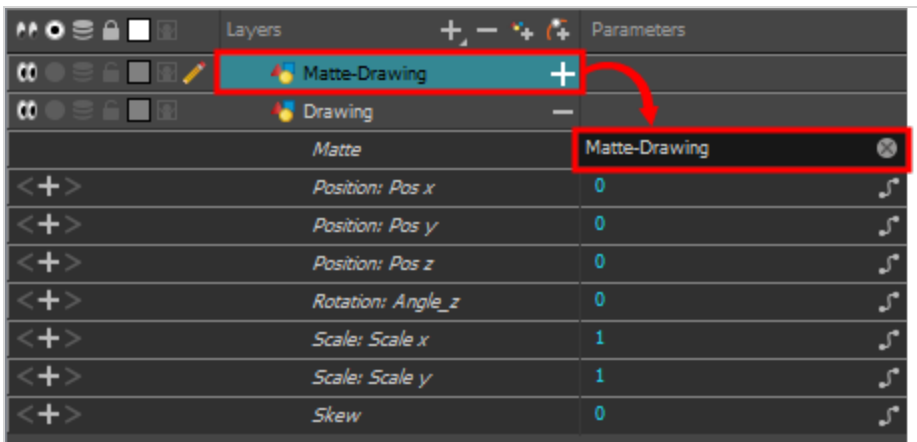 Layers Parameters
Matte-Drawing
Drawing
Matte Matte-Drawing
Position: Pos x 0
Position: Pos y 0
Position: Pos z 0
Rotation: Angle_z 0
Scale: Scale x 1
Scale: Scale y 1
Skew 0